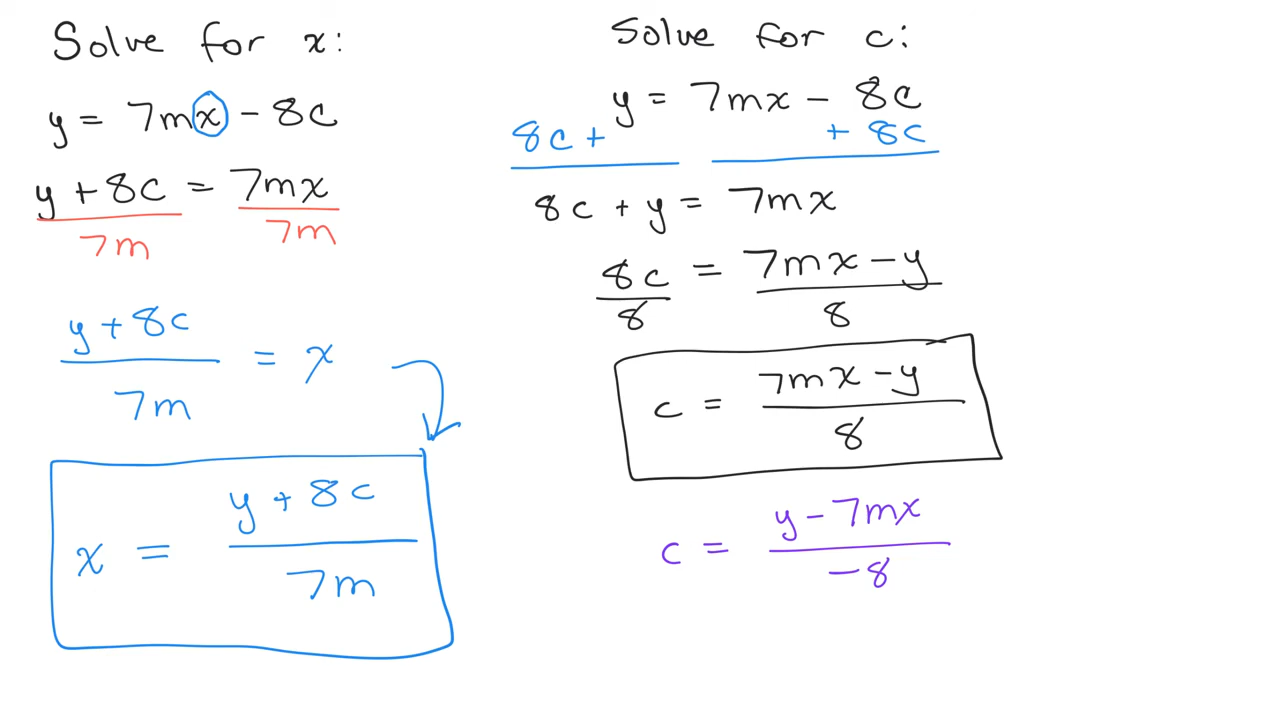 Solve for x:
y = 7mx - 8c
y + 8c = 7mx
7m 7m
y + 8c
7m
= x
x =
y + 8c
7m
Solve for c:
y = 7mx - 8c
8c + + 8c
8c + y = 7mx
8c = 7mx - y
8 8
c =
7mx - y
8
c =
y - 7mx
-8